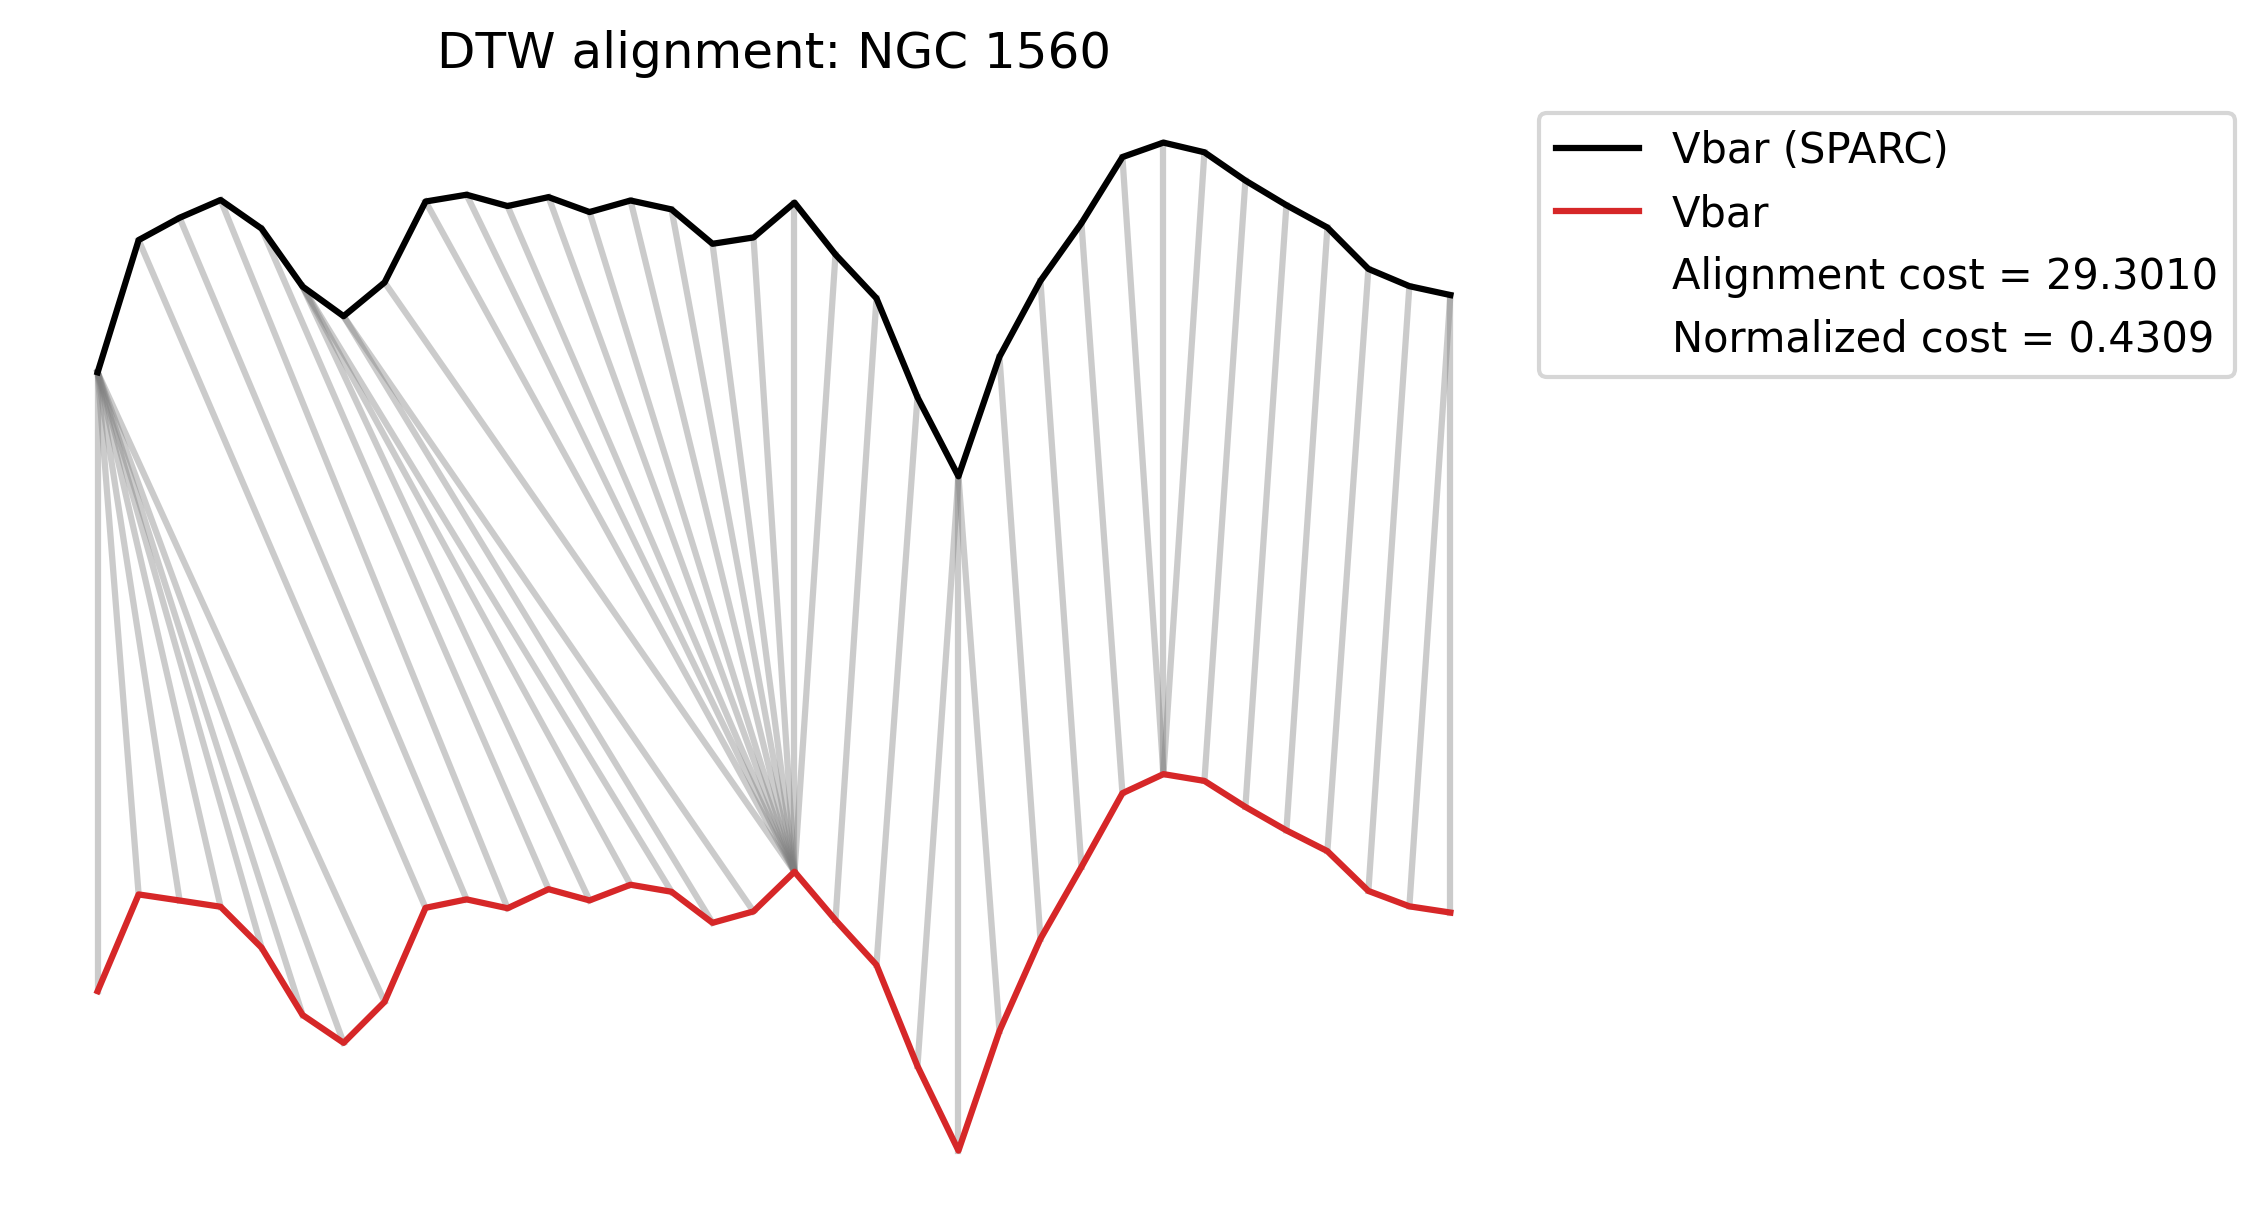 DTW alignment: NGC 1560
Vbar (SPARC)
Vbar
Alignment cost = 29.3010
Normalized cost = 0.4309